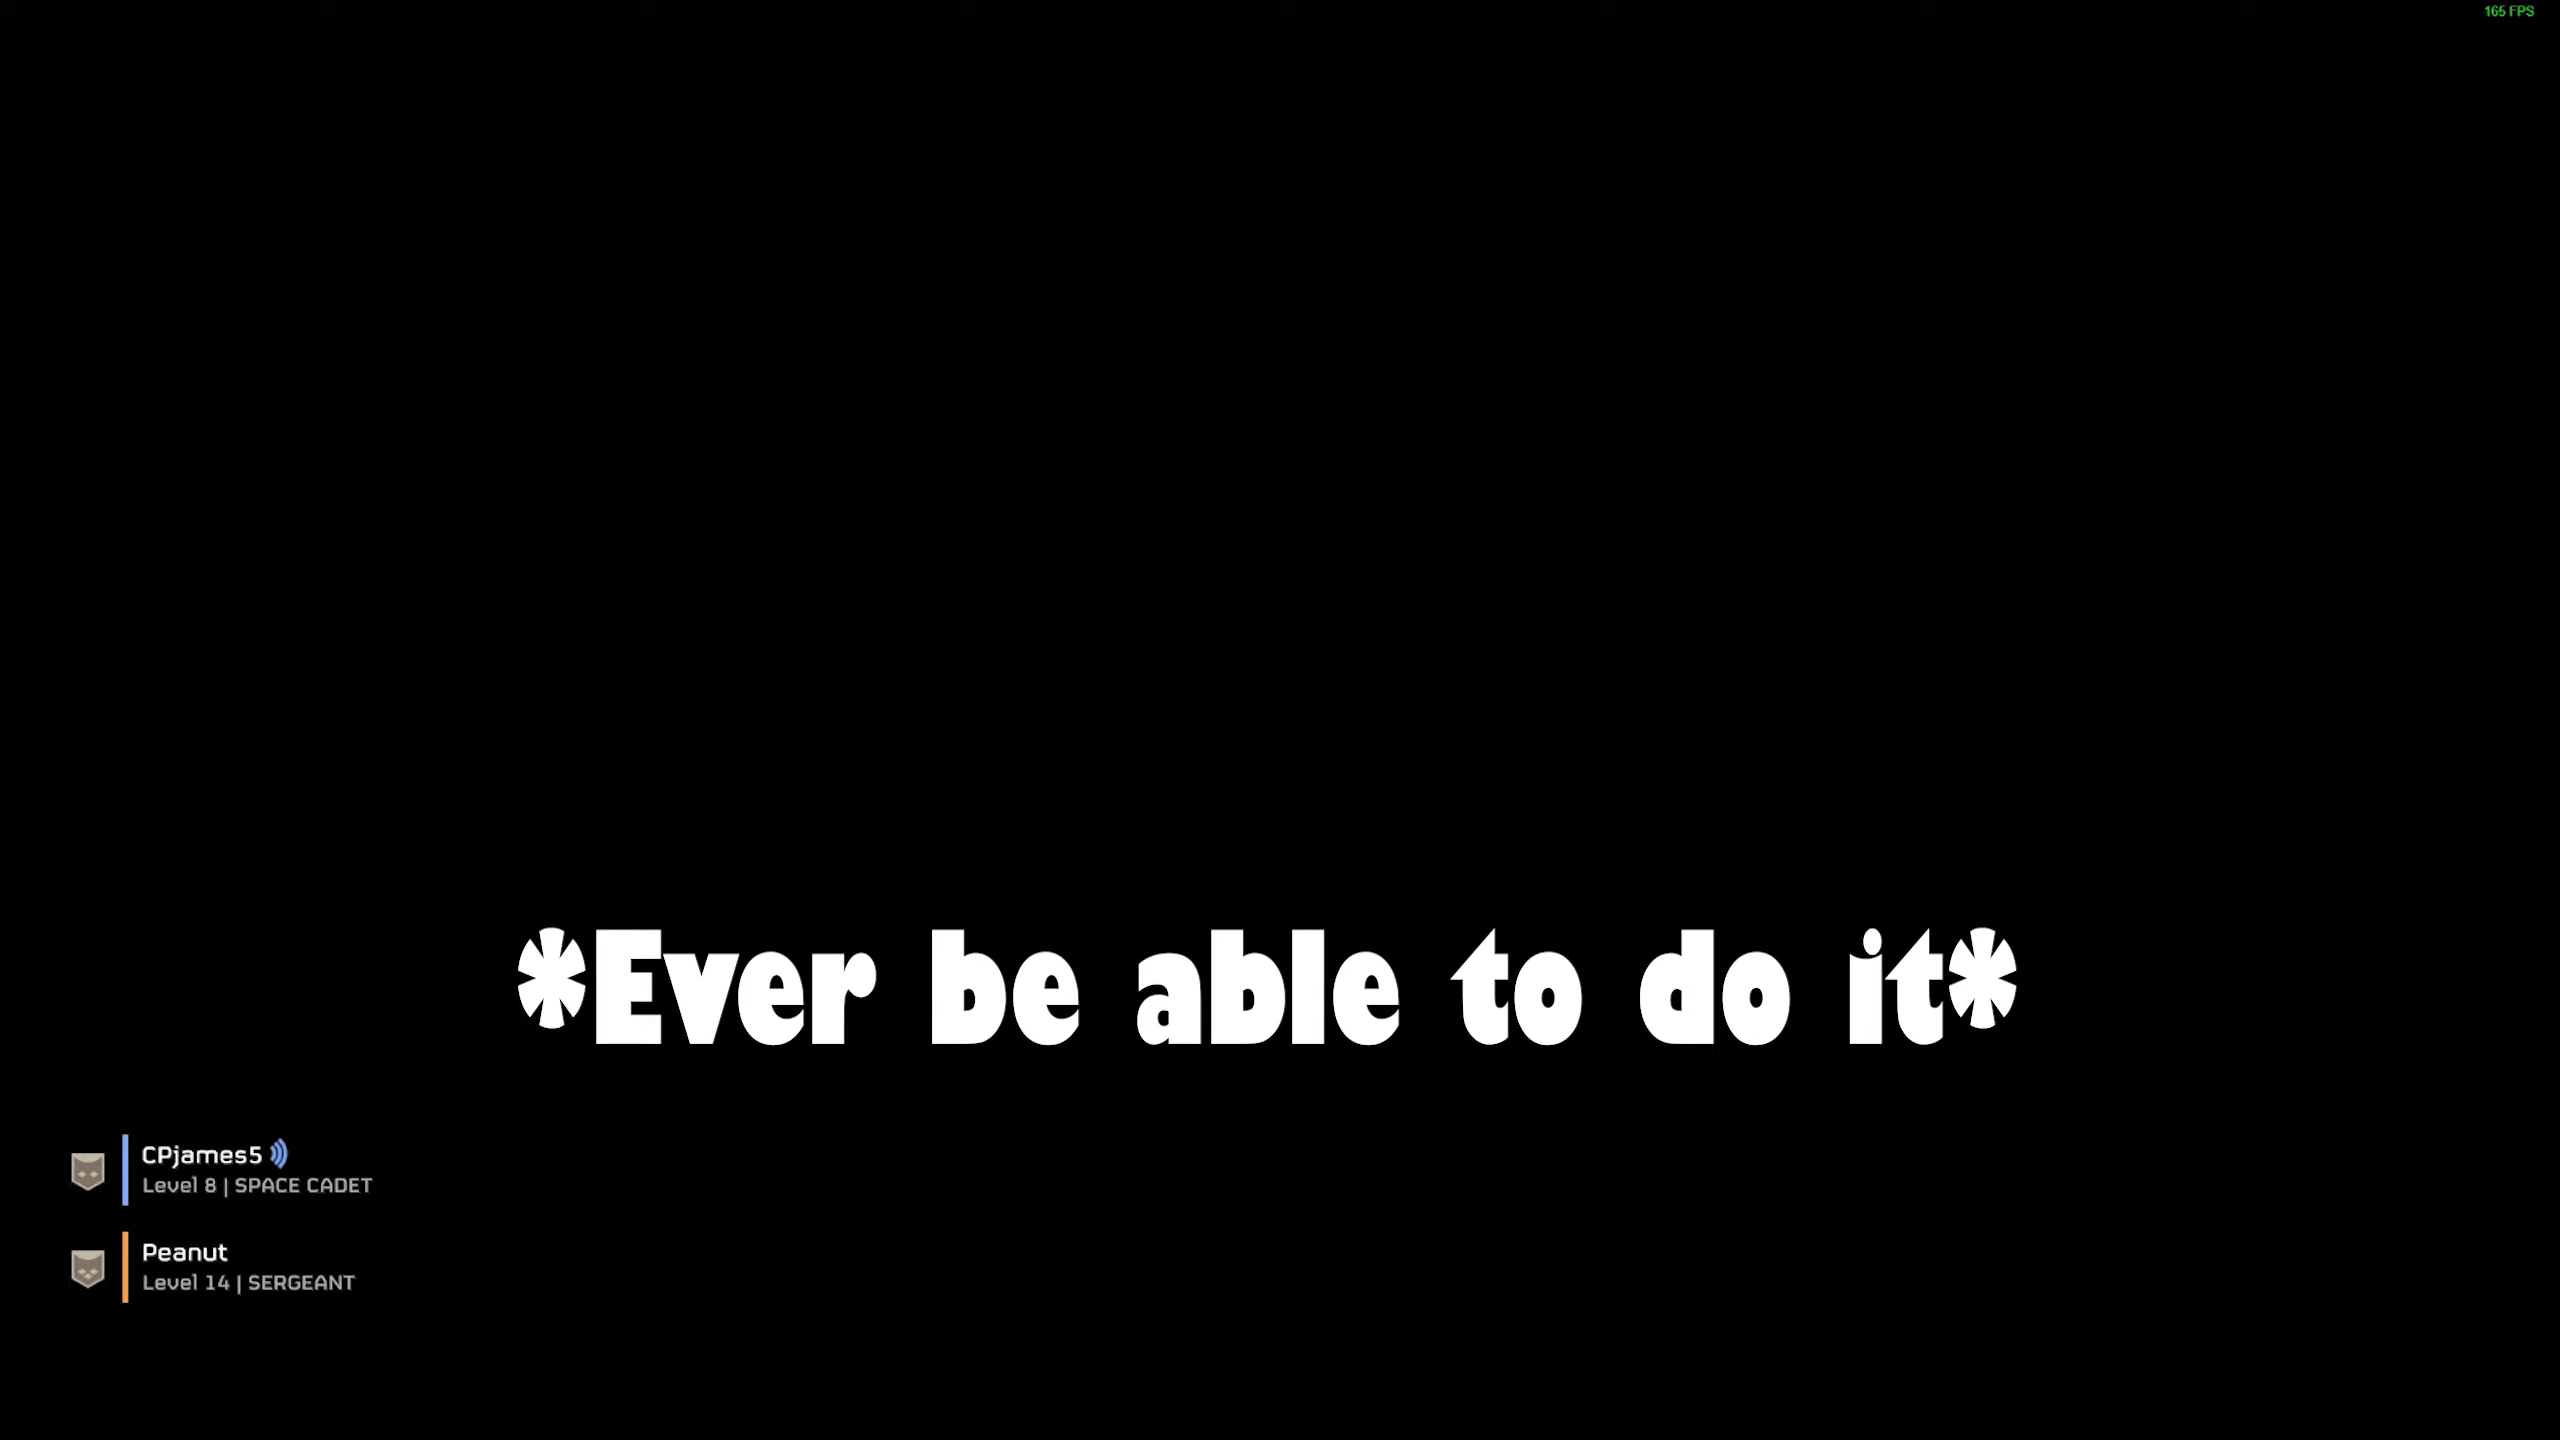 165 FPS
*Ever be able to do it*
CPjames5
Level 8 | SPACE CADET
Peanut
Level 14 | SERGEANT